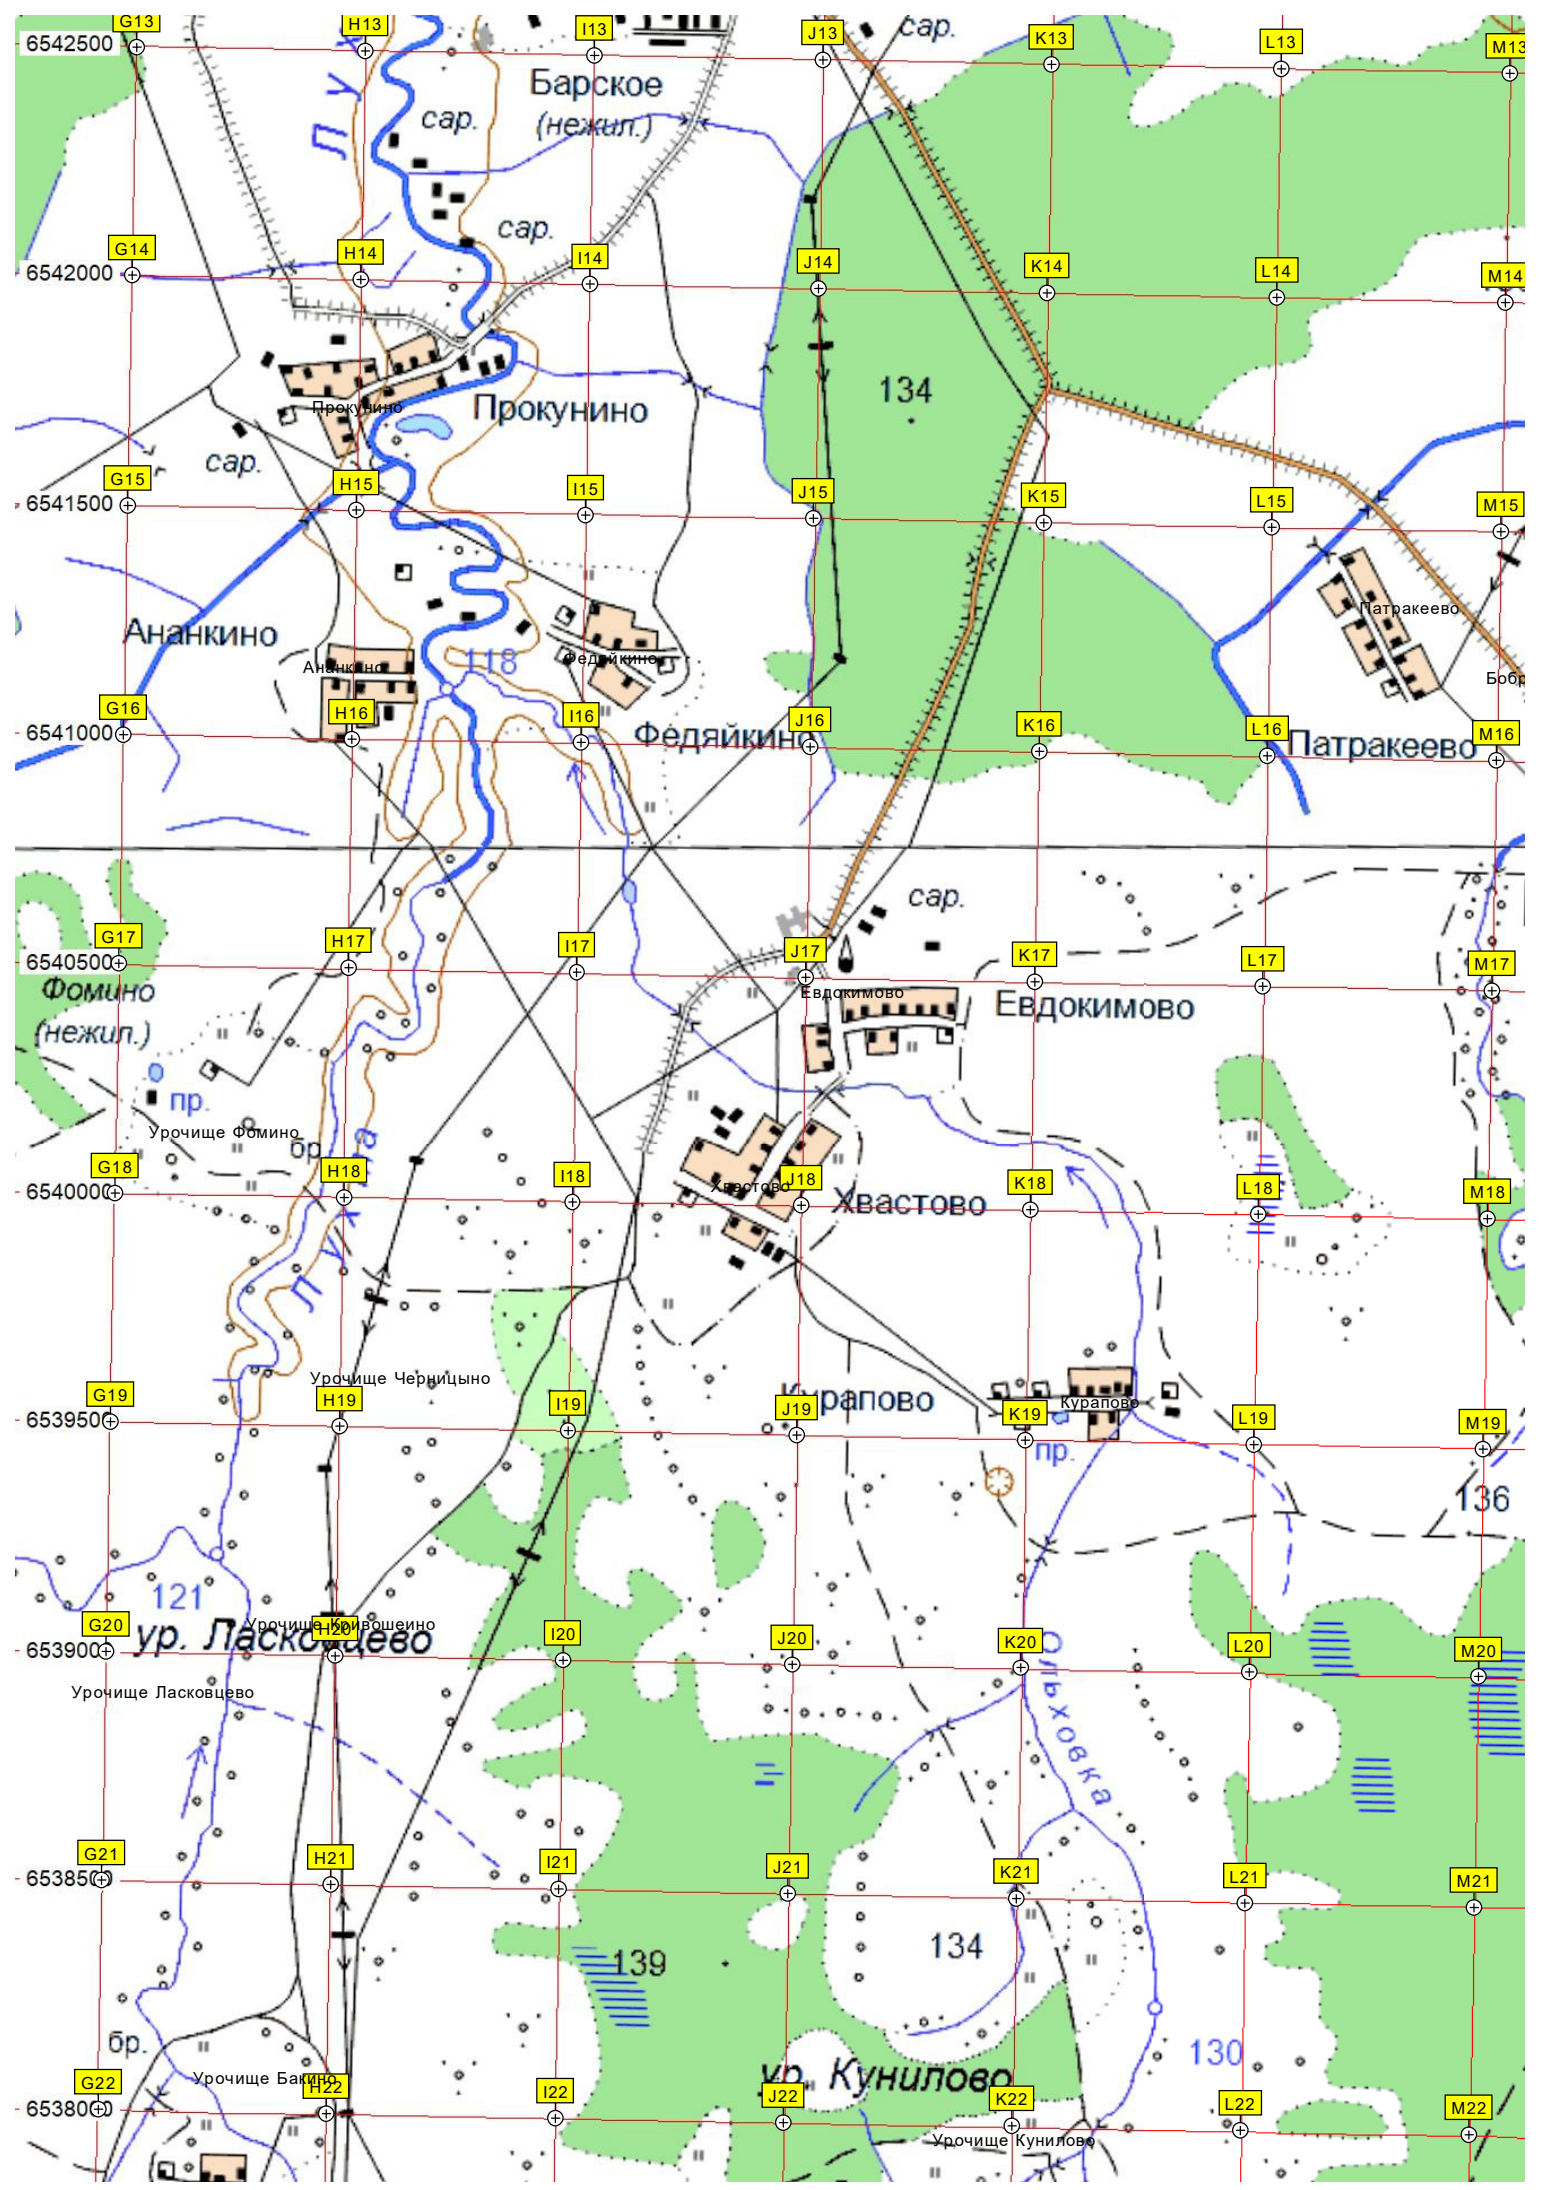 G13
H13
I13
J13
сар.
K13
L13
M13
6542500
Л
у
Барское
(нежил.)
сар.
сар.
G14
H14
I14
J14
K14
L14
M14
6542000
134
Прокунино
Прокунино
сар.
G15
H15
I15
J15
K15
L15
M15
6541500
Ананкино
Ананкино
118
Федяйкино
Патракеево
Бобр
G16
H16
I16
J16
K16
L16
M16
6541000
Федяйкино
Патракеево
сар.
G17
H17
I17
J17
K17
L17
M17
6540500
Фомино
(нежил.)
Евдокимово
Евдокимово
пр.
Урочище Фомино
бр
G18
H18
I18
J18
K18
L18
M18
6540000
Хвастово
Хвастово
Лухта
Урочище Черницыно
G19
H19
I19
J19
K19
L19
M19
6539500
Курапово
Курапово
пр.
136
121
G20
H20
I20
J20
K20
L20
M20
6539000
Урочище Кривошеино
ур. Ласковцево
Урочище Ласковцево
Ольховка
G21
H21
I21
J21
K21
L21
M21
6538500
139
134
130
бр.
ур. Кунилово
Урочище Бакино
G22
H22
I22
J22
K22
L22
M22
6538000
Урочище Кунилово